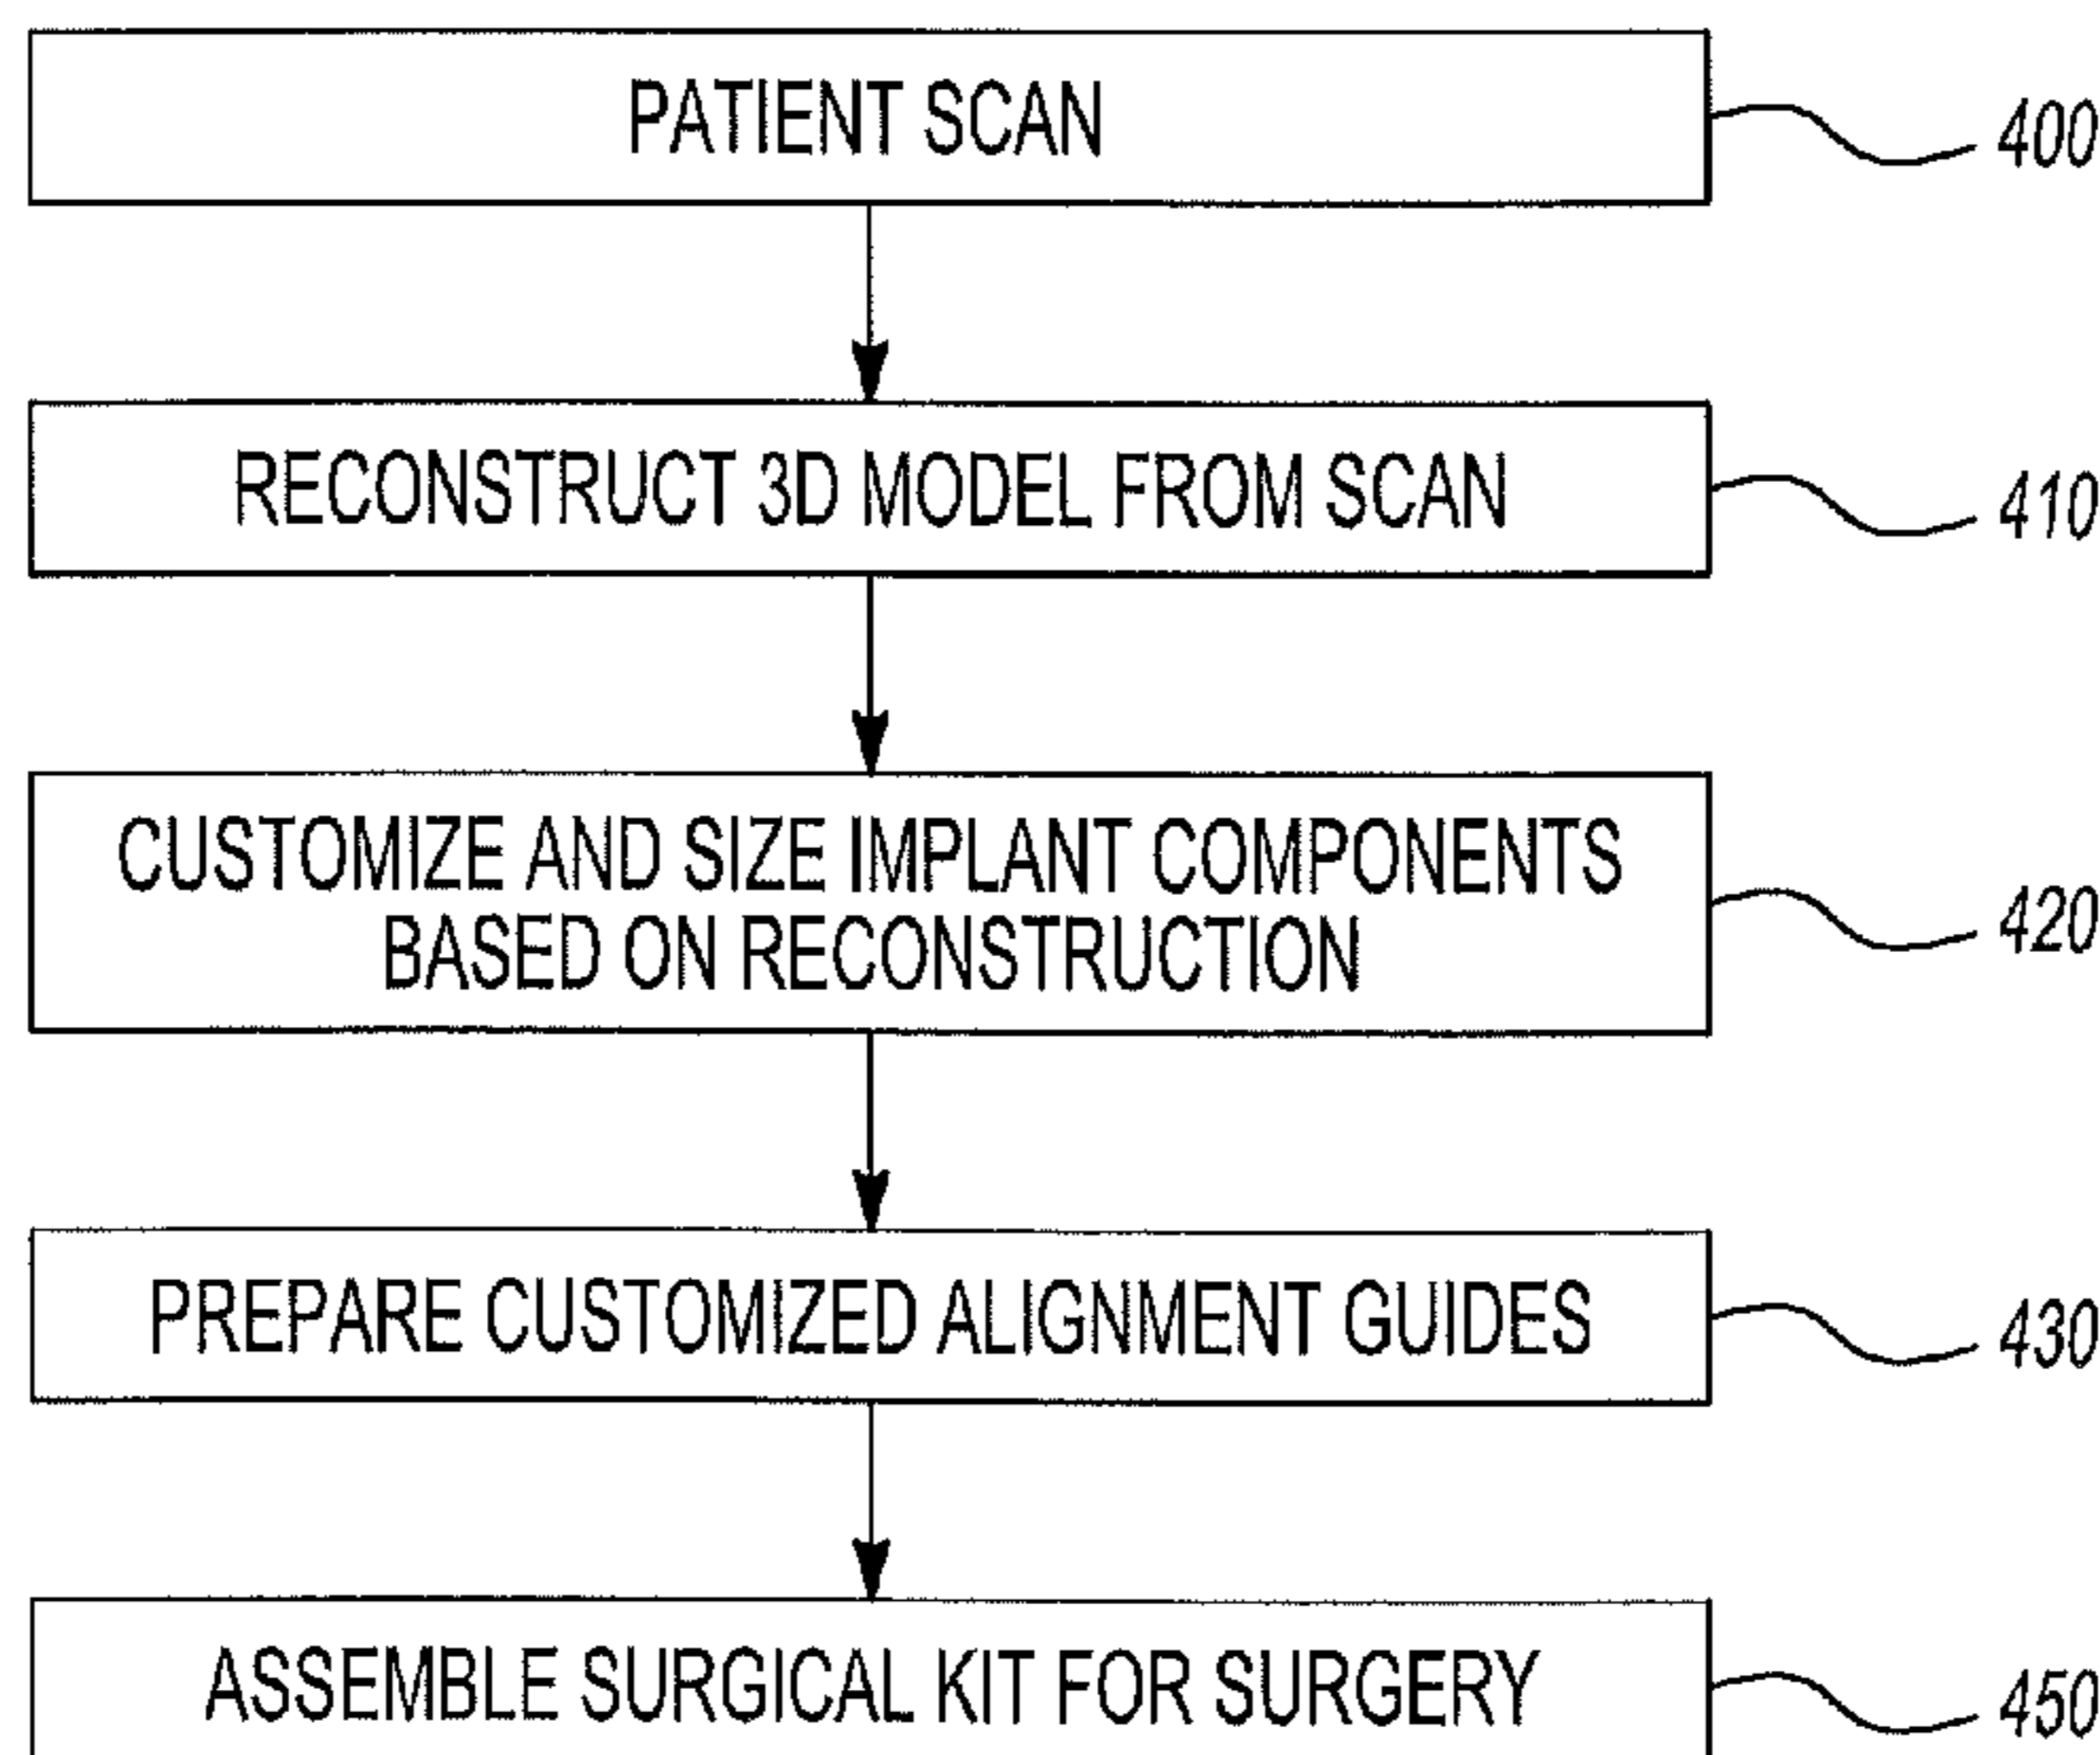 PATIENT SCAN
400
RECONSTRUCT 3D MODEL FROM SCAN
410
CUSTOMIZE AND SIZE IMPLANT COMPONENTS
BASED ON RECONSTRUCTION
420
PREPARE CUSTOMIZED ALIGNMENT GUIDES
430
ASSEMBLE SURGICAL KIT FOR SURGERY
450